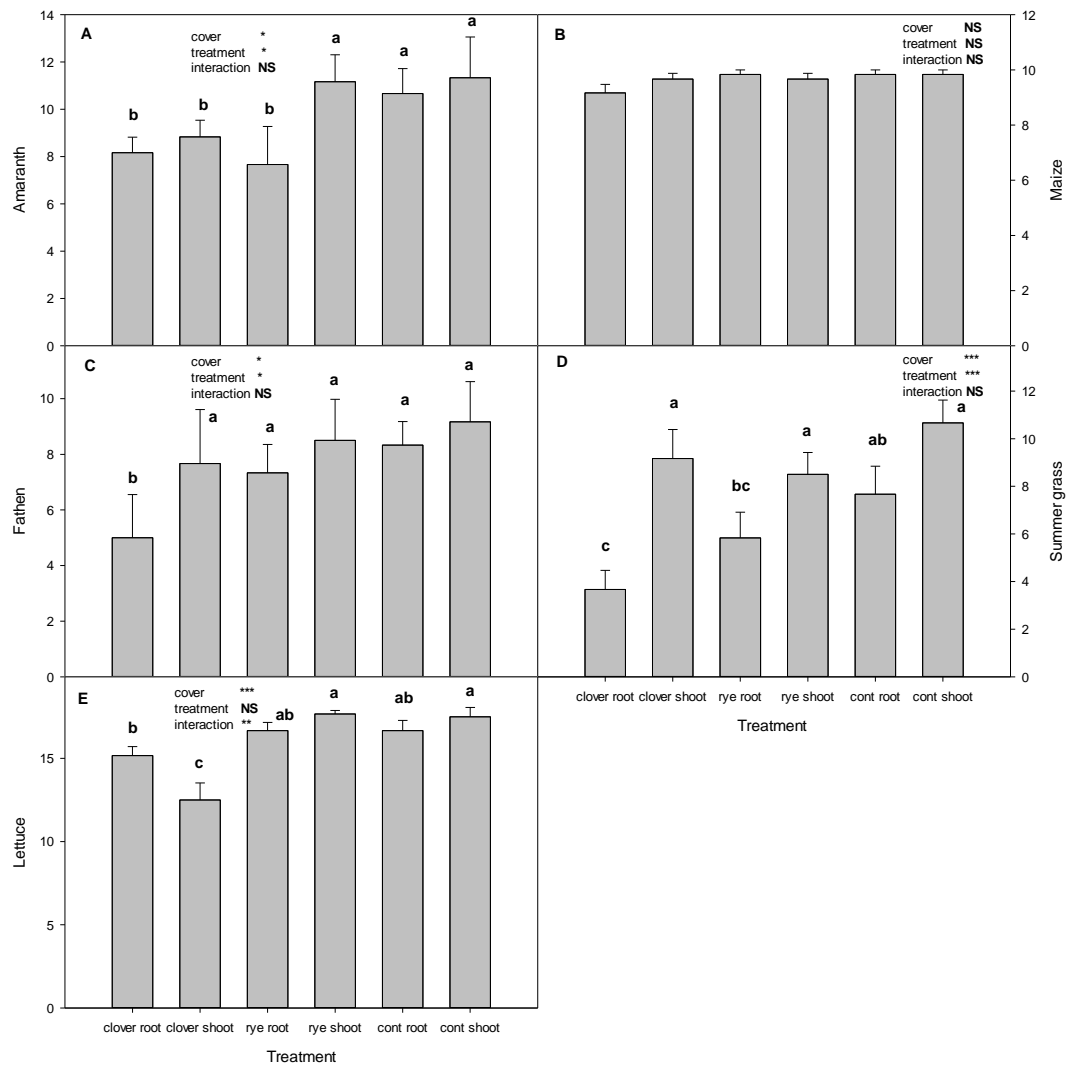 A
cover *
treatment *
interaction NS
b
b
b
a
a
a
14
12
10
8
6
4
2
0
Amaranth
B
cover NS
treatment NS
interaction NS
12
10
8
6
4
2
0
Maize
C
cover *
treatment *
interaction NS
b
a
a
a
a
a
10
8
6
4
2
0
Fathen
D
cover ***
treatment ***
interaction NS
c
a
bc
a
ab
a
12
10
8
6
4
2
0
Summer grass
clover root clover shoot rye root rye shoot cont root cont shoot
Treatment
E
cover ***
treatment NS
interaction **
b
c
ab
a
ab
a
15
10
5
0
Lettuce
clover root clover shoot rye root rye shoot cont root cont shoot
Treatment